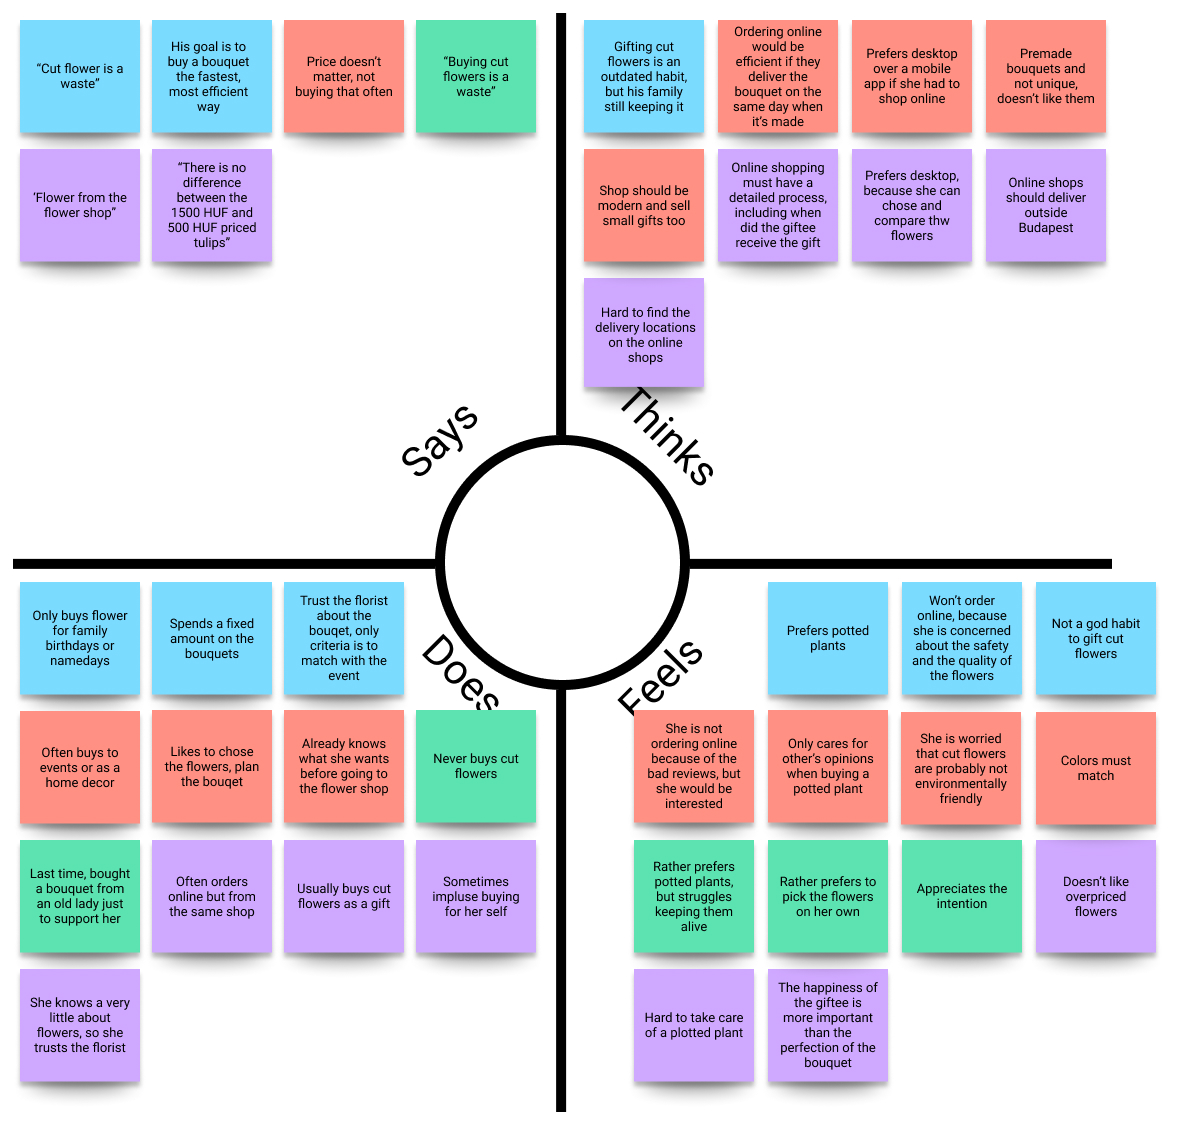 “Cut flower is a
waste”
His goal is to
buy a bouquet
the fastest,
most efficient
way
Price doesn’t
matter, not
buying that often
“Buying cut
flowers is a
waste”
‘Flower from the
flower shop”
“There is no
difference
between the
1500 HUF and
500 HUF priced
tulips”
Says
Gifting cut
flowers is an
outdated habit,
but his family
still keeping it
Ordering online
would be
efficient if they
deliver the
bouquet on the
same day when
it’s made
Prefers desktop
over a mobile
app if she had to
shop online
Premade
bouquets and
not unique,
doesn’t like them
Shop should be
modern and sell
small gifts too
Online shopping
must have a
detailed process,
including when
did the giftee
receive the gift
Prefers desktop,
because she can
chose and
compare thw
flowers
Online shops
should deliver
outside
Budapest
Hard to find the
delivery locations
on the online
shops
Thinks
Only buys flower
for family
birthdays or
namedays
Spends a fixed
amount on the
bouquets
Trust the florist
about the
bouqet, only
criteria is to
match with the
event
Does
Often buys to
events or as a
home decor
Likes to chose
the flowers, plan
the bouqet
Already knows
what she wants
before going to
the flower shop
Never buys cut
flowers
Last time, bought
a bouquet from
an old lady just
to support her
Often orders
online but from
the same shop
Usually buys cut
flowers as a gift
Sometimes
impluse buying
for her self
She knows a very
little about
flowers, so she
trusts the florist
Feels
Prefers potted
plants
Won’t order
online, because
she is concerned
about the safety
and the quality of
the flowers
Not a god habit
to gift cut
flowers
She is not
ordering online
because of the
bad reviews, but
she would be
interested
Only cares for
other’s opinions
when buying a
potted plant
She is worried
that cut flowers
are probably not
environmentally
friendly
Colors must
match
Rather prefers
potted plants,
but struggles
keeping them
alive
Rather prefers to
pick the flowers
on her own
Appreciates the
intention
Doesn’t like
overpriced
flowers
Hard to take care
of a plotted plant
The happiness of
the giftee is
more important
than the
perfection of the
bouquet